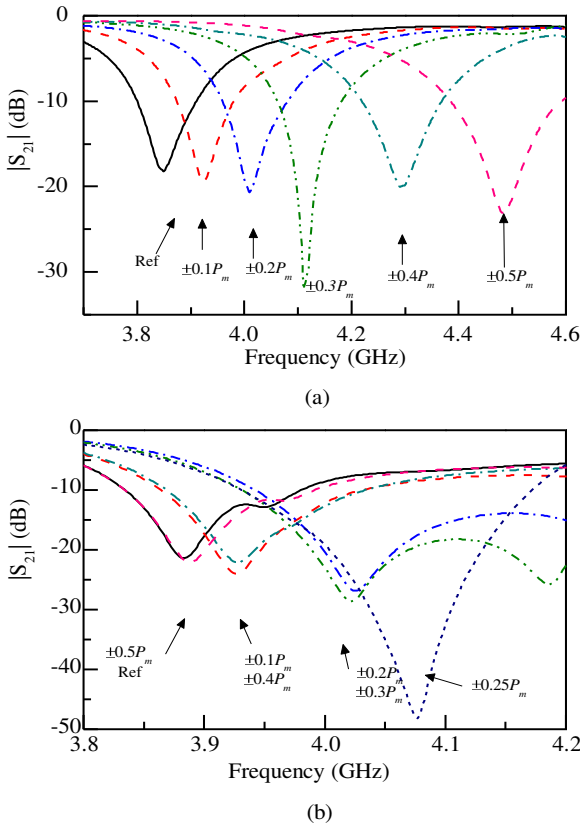 0
-10
-20
-30
|S21| (dB)
Ref
±0.1Pm
±0.2Pm
±0.3Pm
±0.4Pm
±0.5Pm
3.8 4.0 4.2 4.4 4.6
Frequency (GHz)
(a)
0
-10
-20
-30
-40
-50
|S21| (dB)
±0.5Pm
Ref
±0.1Pm
±0.4Pm
±0.2Pm
±0.3Pm
±0.25Pm
3.8 3.9 4.0 4.1 4.2
Frequency (GHz)
(b)